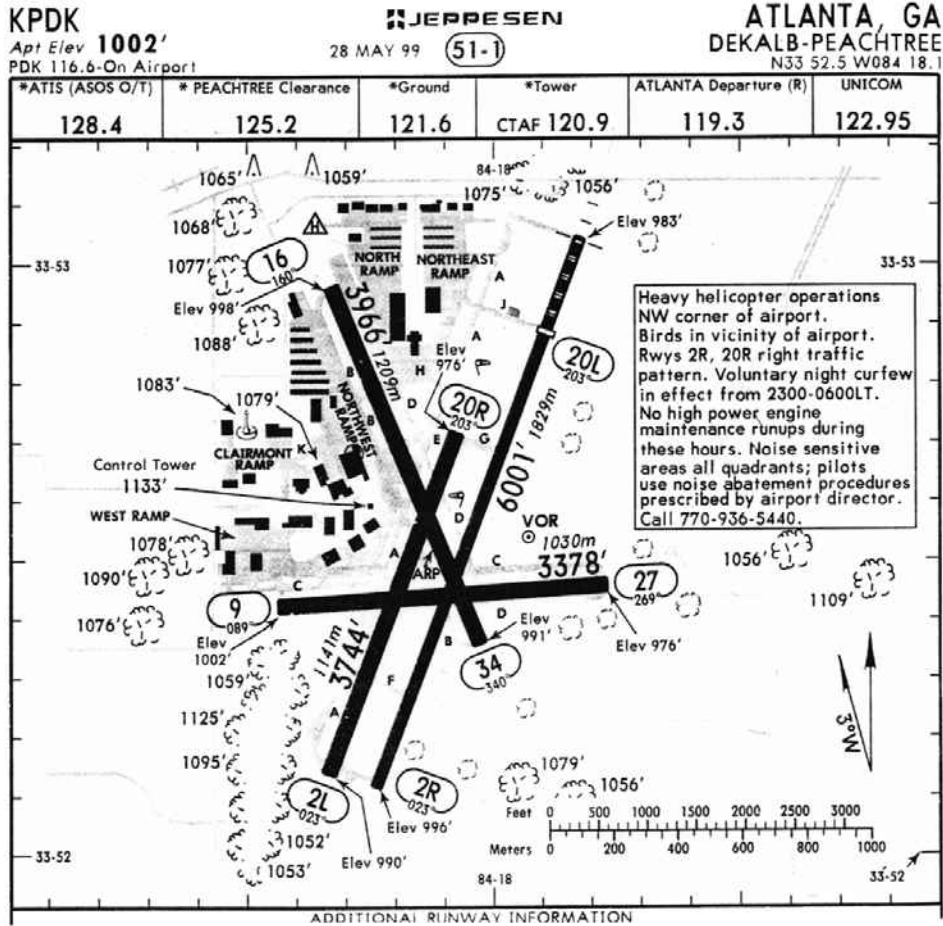 KPDK
JEPPESEN
ATLANTA, GA
Apt Elev 1002'
28 MAY 99
51-1
DEKALB-PEACHTREE
PDK 116.6-On Airport
N33 52.5 W084 18.1
*ATIS (ASOS O/T)
* PEACHTREE Clearance
*Ground
*Tower
ATLANTA Departure (R)
UNICOM
128.4
125.2
121.6
CTAF 120.9
119.3
122.95
1065'
1059'
84-18
1075'
1056'
1068'
H
Elev 983'
16
160°
1077'
33-53
NORTH RAMP
NORTHEAST RAMP
A
33-53
Elev 998'
J
1088'
3966'
1209m
A
Elev 976'
20L
203°
H
B
1083'
1079'
D
20R
203°
NORTHWEST RAMP
B
E
G
6001'
1829m
CLAIRMONT RAMP
K
Heavy helicopter operations
NW corner of airport.
Birds in vicinity of airport.
Rwys 2R, 20R right traffic
pattern. Voluntary night curfew
in effect from 2300-0600LT.
No high power engine
maintenance runups during
these hours. Noise sensitive
areas all quadrants; pilots
use noise abatement procedures
prescribed by airport director.
Call 770-936-5440.
Control Tower
1133'
WEST RAMP
D
VOR
1030m
3378'
1078'
A
ARP
C
1056'
1090'
C
27
269°
1109'
9
089°
1076'
D
Elev 991'
Elev 976'
Elev 1002'
B
1141m
3744'
34
340°
1059'
F
1125'
A
3°W
1095'
2L
023°
2R
023°
1079'
1056'
Elev 996'
Feet 0 500 1000 1500 2000 2500 3000
Meters 0 200 400 600 800 1000
1052'
Elev 990'
33-52
1053'
84-18
33-52
ADDITIONAL RUNWAY INFORMATION